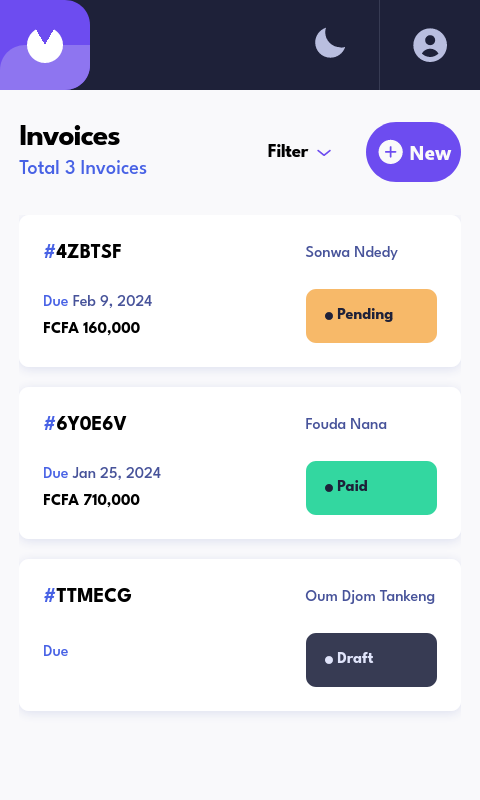 Invoices
Total 3 Invoices
Filter
New
#4ZBTSF
Sonwa Ndedy
Due Feb 9, 2024
FCFA 160,000
Pending
#6Y0E6V
Fouda Nana
Due Jan 25, 2024
FCFA 710,000
Paid
#TTMECG
Oum Djom Tankeng
Due
Draft